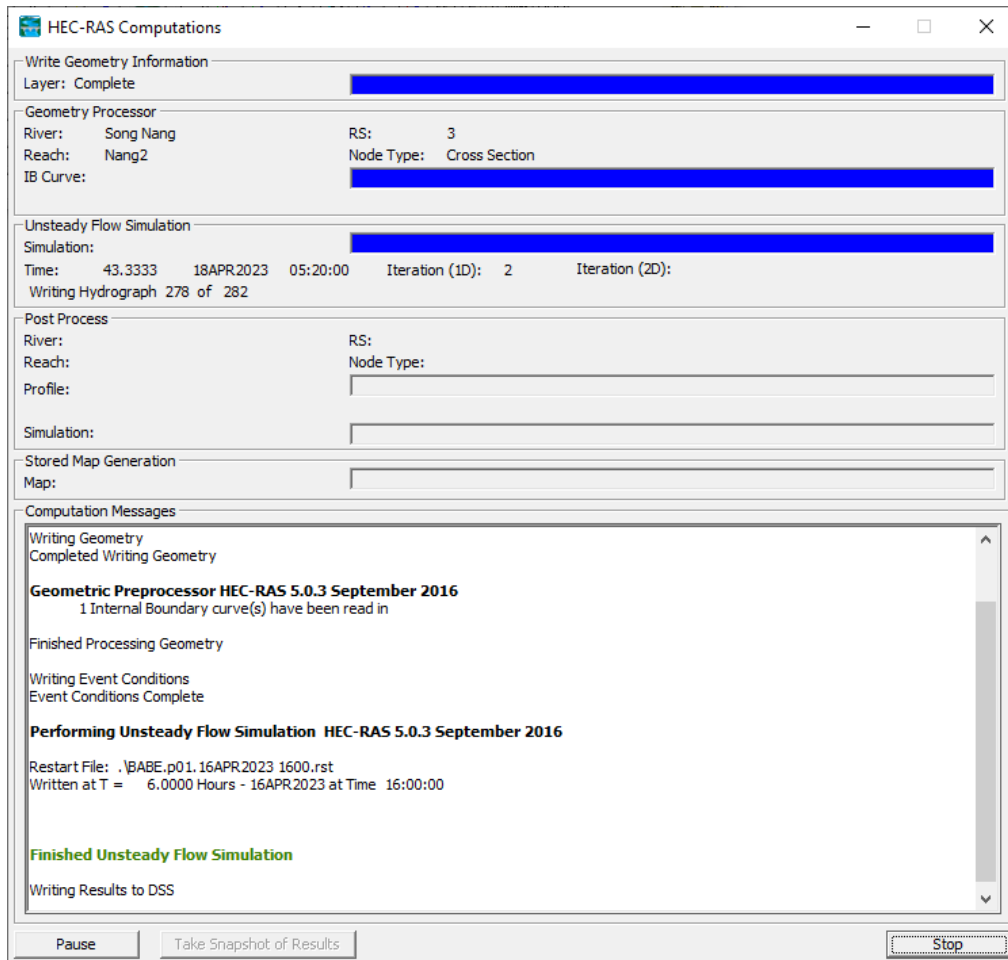 HEC-RAS Computations
Write Geometry Information
Layer: Complete
Geometry Processor
River: Song Nang RS: 3
Reach: Nang2 Node Type: Cross Section
IB Curve:
Unsteady Flow Simulation
Simulation:
Time: 43.3333 18APR2023 05:20:00 Iteration (1D): 2 Iteration (2D):
Writing Hydrograph 278 of 282
Post Process
River: RS:
Reach: Node Type:
Profile:
Simulation:
Stored Map Generation
Map:
Computation Messages
Writing Geometry
Completed Writing Geometry
Geometric Preprocessor HEC-RAS 5.0.3 September 2016
1 Internal Boundary curve(s) have been read in
Finished Processing Geometry
Writing Event Conditions
Event Conditions Complete
Performing Unsteady Flow Simulation HEC-RAS 5.0.3 September 2016
Restart File: .\BABE.p01.16APR2023 1600.rst
Written at T = 6.0000 Hours - 16APR2023 at Time 16:00:00
Finished Unsteady Flow Simulation
Writing Results to DSS
Pause Take Snapshot of Results Stop